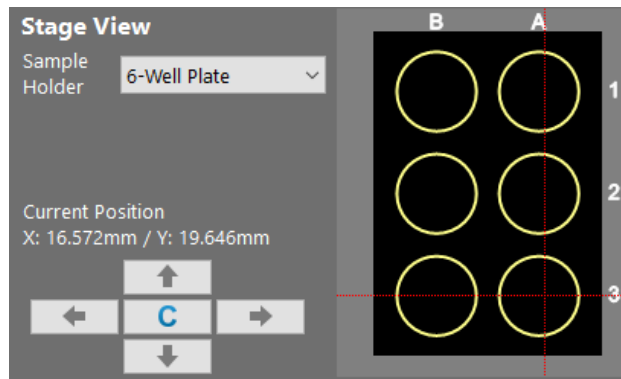 Stage View
Sample
Holder
6-Well Plate
Current Position
X: 16.572mm / Y: 19.646mm
C
B A
1
2
3